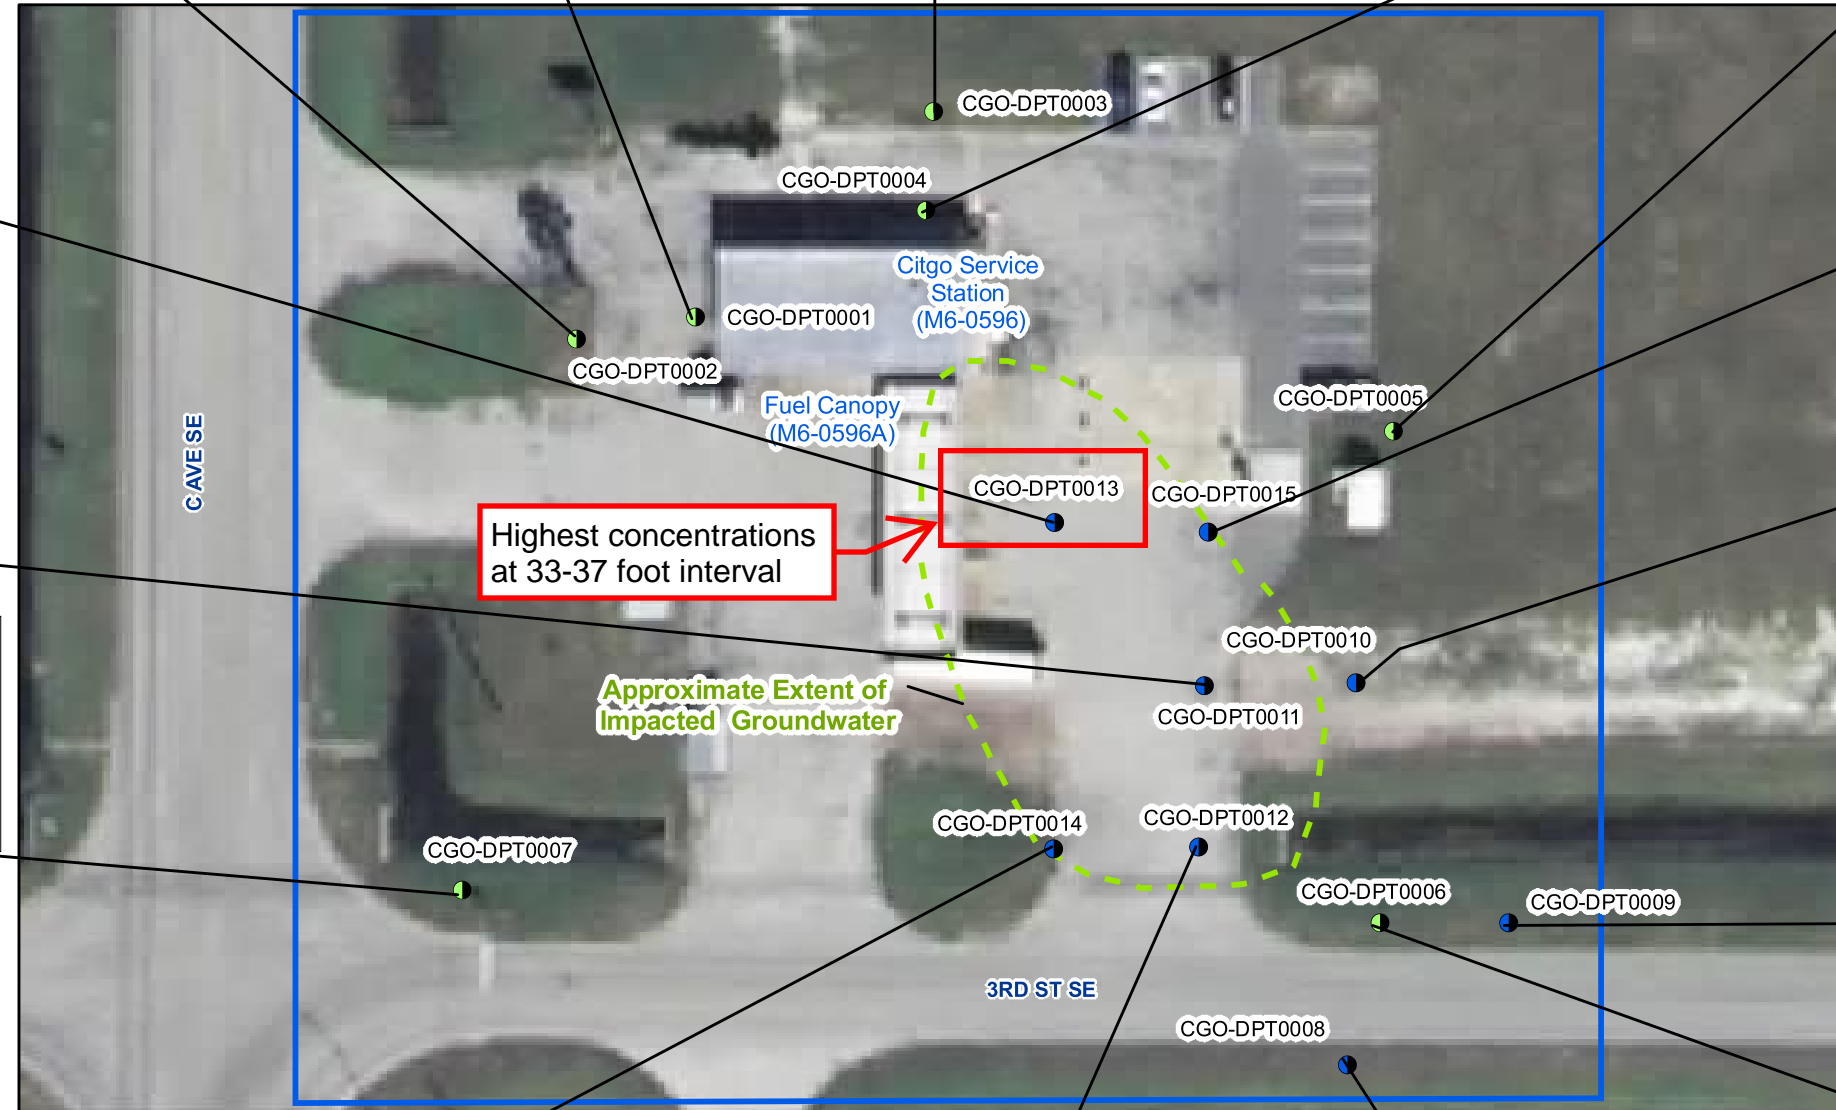 CGO-DPT0003
CGO-DPT0004
Citgo Service
Station
(M6-0596)
CGO-DPT0001
CGO-DPT0002
Fuel Canopy
(M6-0596A)
CGO-DPT0005
C AVE SE
CGO-DPT0013
CGO-DPT0015
Highest concentrations
at 33-37 foot interval
CGO-DPT0010
Approximate Extent of
Impacted Groundwater
CGO-DPT0011
CGO-DPT0014
CGO-DPT0012
CGO-DPT0007
CGO-DPT0006
CGO-DPT0009
3RD ST SE
CGO-DPT0008